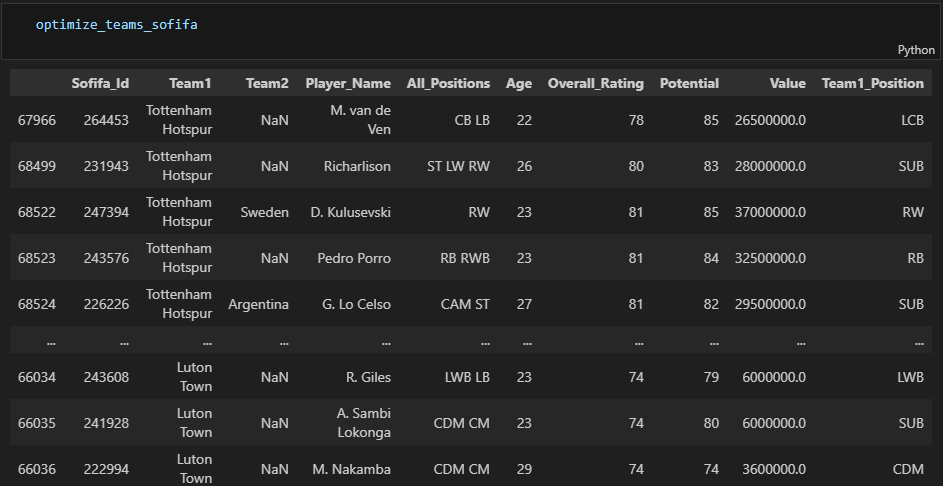 optimize_teams_sofifa
Python
Sofifa_Id Team1 Team2 Player_Name All_Positions Age Overall_Rating Potential Value Team1_Position
67966 264453 Tottenham Hotspur NaN M. van de Ven CB LB 22 78 85 26500000.0 LCB
68499 231943 Tottenham Hotspur NaN Richarlison ST LW RW 26 80 83 28000000.0 SUB
68522 247394 Tottenham Hotspur Sweden D. Kulusevski RW 23 81 85 37000000.0 RW
68523 243576 Tottenham Hotspur NaN Pedro Porro RB RWB 23 81 84 32500000.0 RB
68524 226226 Tottenham Hotspur Argentina G. Lo Celso CAM ST 27 81 82 29500000.0 SUB
... ... ... ... ... ... ... ... ... ... ...
66034 243608 Luton Town NaN R. Giles LWB LB 23 74 79 6000000.0 LWB
66035 241928 Luton Town NaN A. Sambi Lokonga CDM CM 23 74 80 6000000.0 SUB
66036 222994 Luton Town NaN M. Nakamba CDM CM 29 74 74 3600000.0 CDM